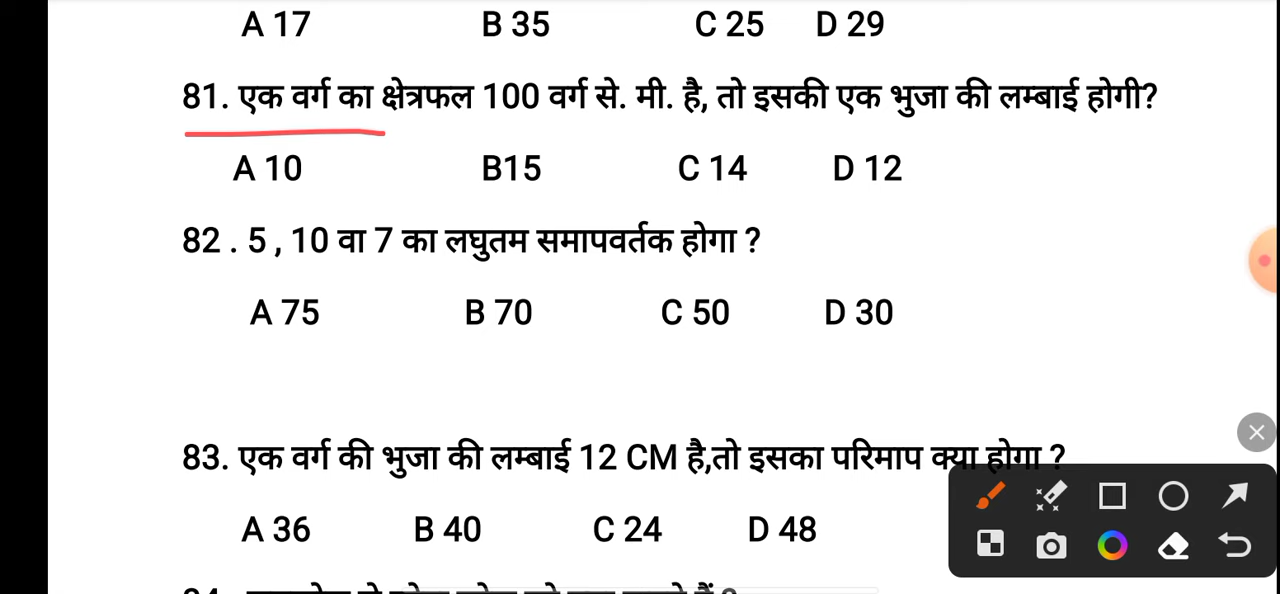 A 17 B 35 C 25 D 29
81. एक वर्ग का क्षेत्रफल 100 वर्ग से. मी. है, तो इसकी एक भुजा की लम्बाई होगी?
A 10 B15 C 14 D 12
82 . 5 , 10 वा 7 का लघुतम समापवर्तक होगा ?
A 75 B 70 C 50 D 30
83. एक वर्ग की भुजा की लम्बाई 12 CM है,तो इसका परिमाप क्या होगा ?
A 36 B 40 C 24 D 48